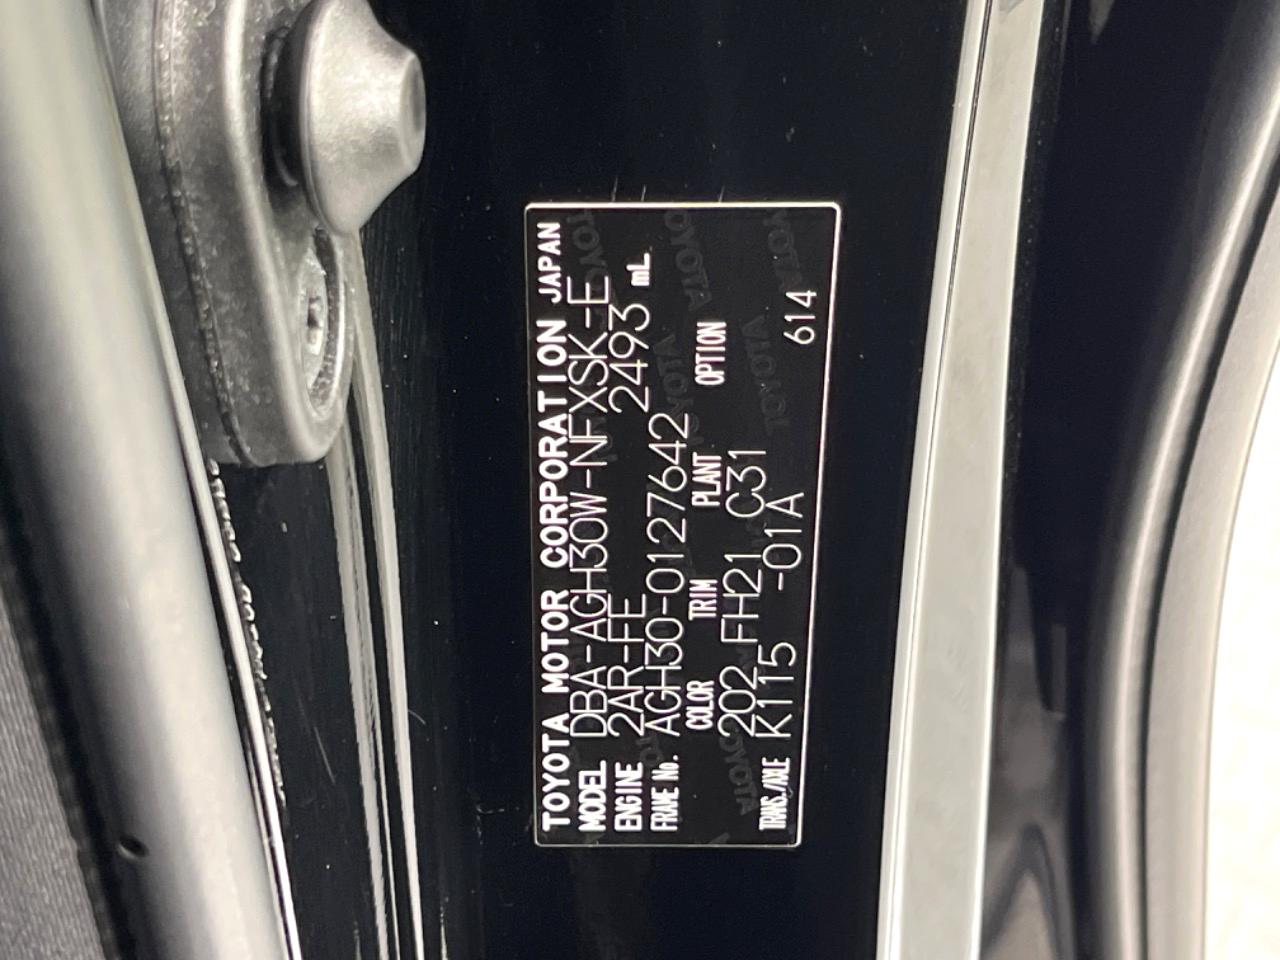 TOYOTA MOTOR CORPORATION JAPAN
MODEL DBA-AGH30W-NFXSK-E
ENGINE 2AR-FE 2493 mL
FRAME No. AGH30-0127642
COLOR TRIM PLANT OPTION
202 FH21 C31
TRANS./AXLE K115 -01A 614